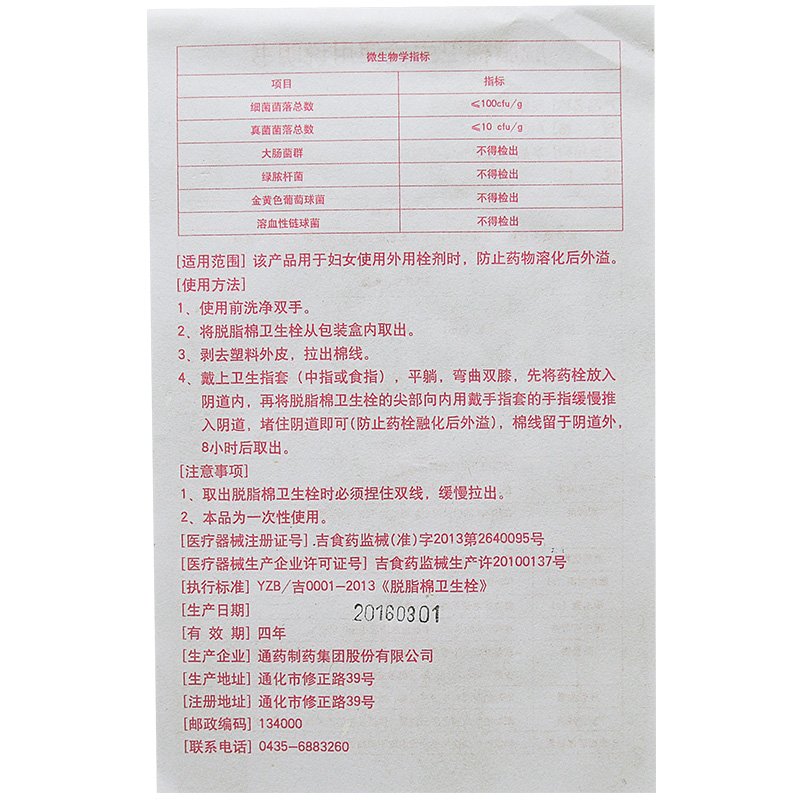 微生物学指标
项目 指标
细菌菌落总数 ≤100cfu/g
真菌菌落总数 ≤10 cfu/g
大肠菌群 不得检出
绿脓杆菌 不得检出
金黄色葡萄球菌 不得检出
溶血性链球菌 不得检出
[适用范围] 该产品用于妇女使用外用栓剂时，防止药物溶化后外溢。
[使用方法]
1、使用前洗净双手。
2、将脱脂棉卫生栓从包装盒内取出。
3、剥去塑料外皮，拉出棉线。
4、戴上卫生指套（中指或食指），平躺，弯曲双膝，先将药栓放入
阴道内，再将脱脂棉卫生栓的尖部向内用戴手指套的手指缓慢推
入阴道，堵住阴道即可(防止药栓融化后外溢)，棉线留于阴道外，
8小时后取出。
[注意事项]
1、取出脱脂棉卫生栓时必须捏住双线，缓慢拉出。
2、本品为一次性使用。
[医疗器械注册证号] 吉食药监械(准)字2013第2640095号
[医疗器械生产企业许可证号] 吉食药监械生产许20100137号
[执行标准] YZB/吉0001-2013《脱脂棉卫生栓》
[生产日期] 20160301
[有 效 期] 四年
[生产企业] 通药制药集团股份有限公司
[生产地址] 通化市修正路39号
[注册地址] 通化市修正路39号
[邮政编码] 134000
[联系电话] 0435-6883260